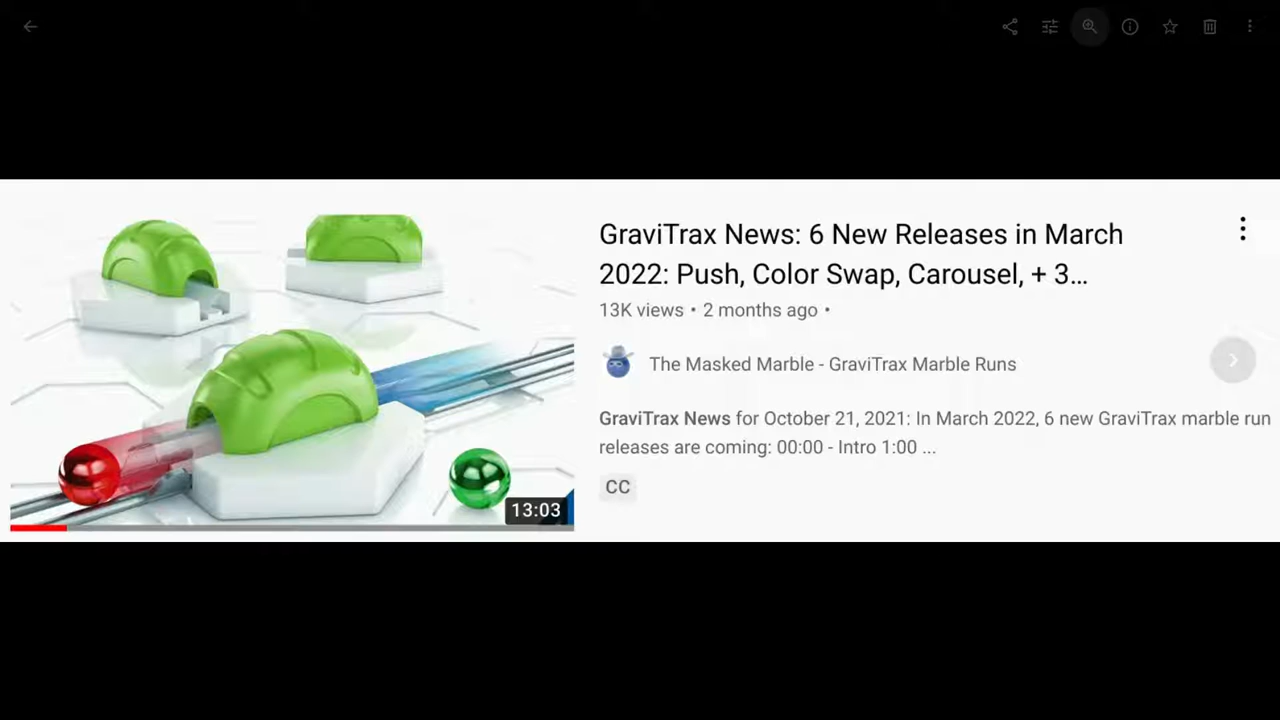 GraviTrax News: 6 New Releases in March
2022: Push, Color Swap, Carousel, + 3...
13K views • 2 months ago •
The Masked Marble - GraviTrax Marble Runs
GraviTrax News for October 21, 2021: In March 2022, 6 new GraviTrax marble run
releases are coming: 00:00 - Intro 1:00 ...
CC
13:03